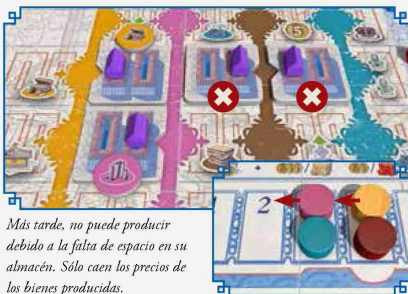 5
+
2
Más tarde, no puede producir
debido a la falta de espacio en su
almacén. Sólo caen los precios de
los bienes producidas.